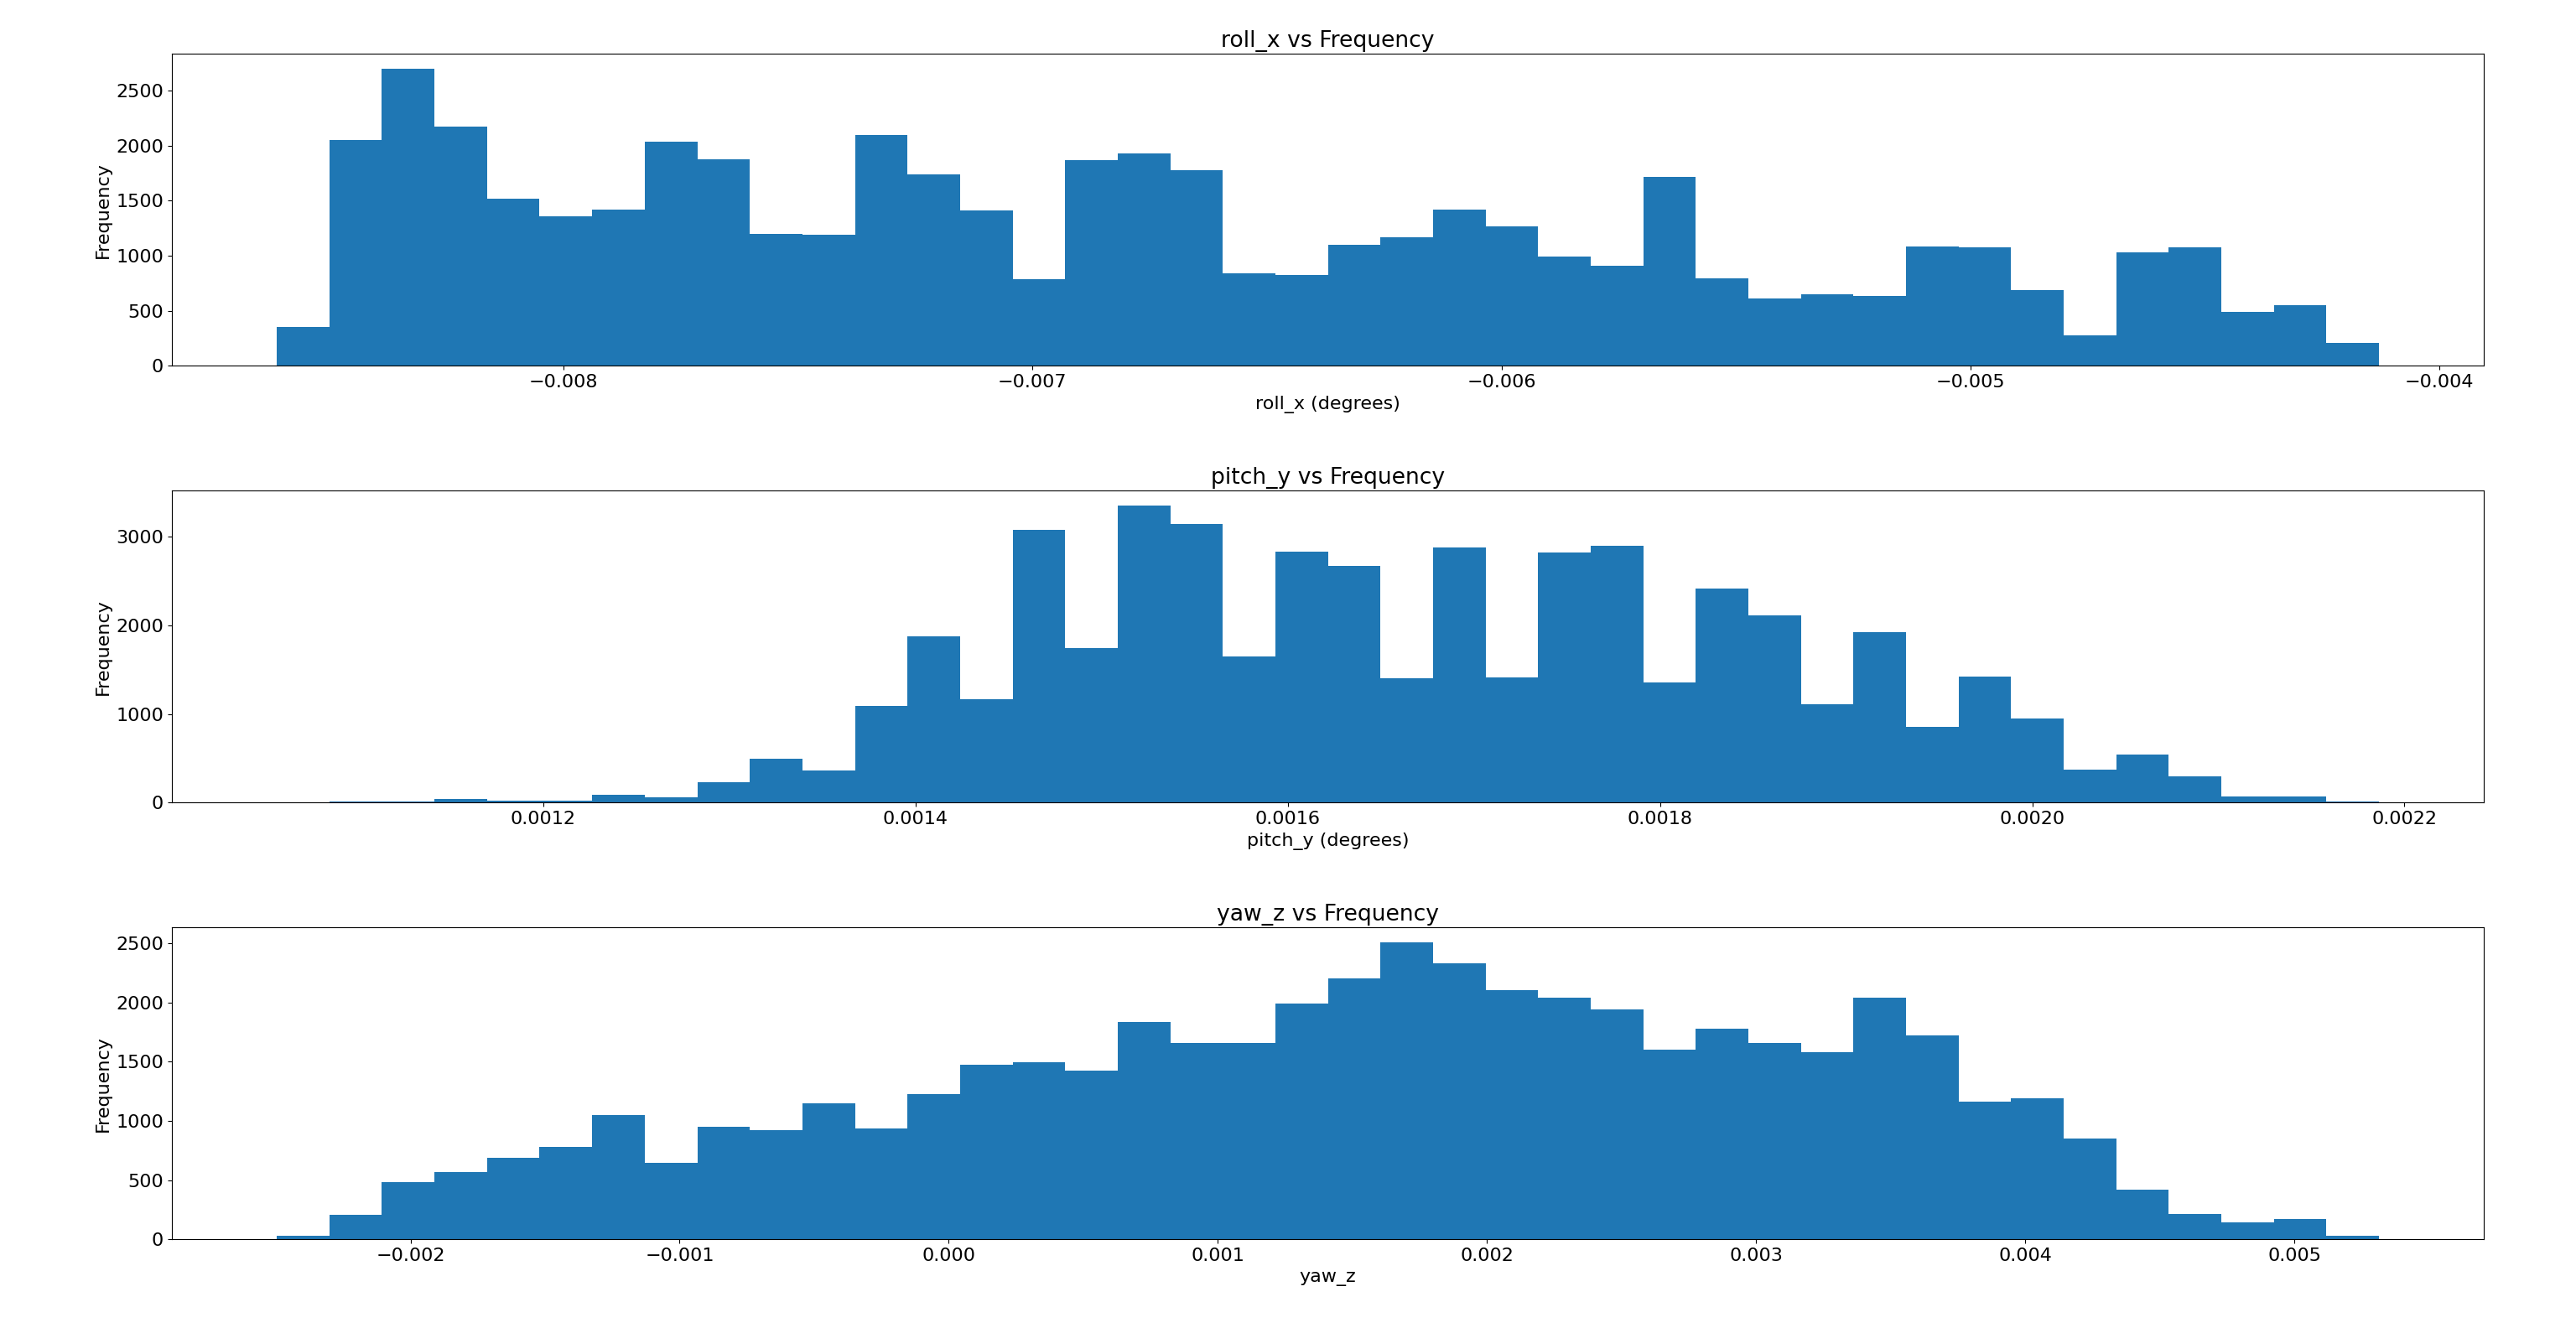 roll_x vs Frequency
2500
2000
1500
1000
500
0
Frequency
−0.008 −0.007 −0.006 −0.005 −0.004
roll_x (degrees)
pitch_y vs Frequency
3000
2000
1000
0
Frequency
0.0012 0.0014 0.0016 0.0018 0.0020 0.0022
pitch_y (degrees)
yaw_z vs Frequency
2500
2000
1500
1000
500
0
Frequency
−0.002 −0.001 0.000 0.001 0.002 0.003 0.004 0.005
yaw_z